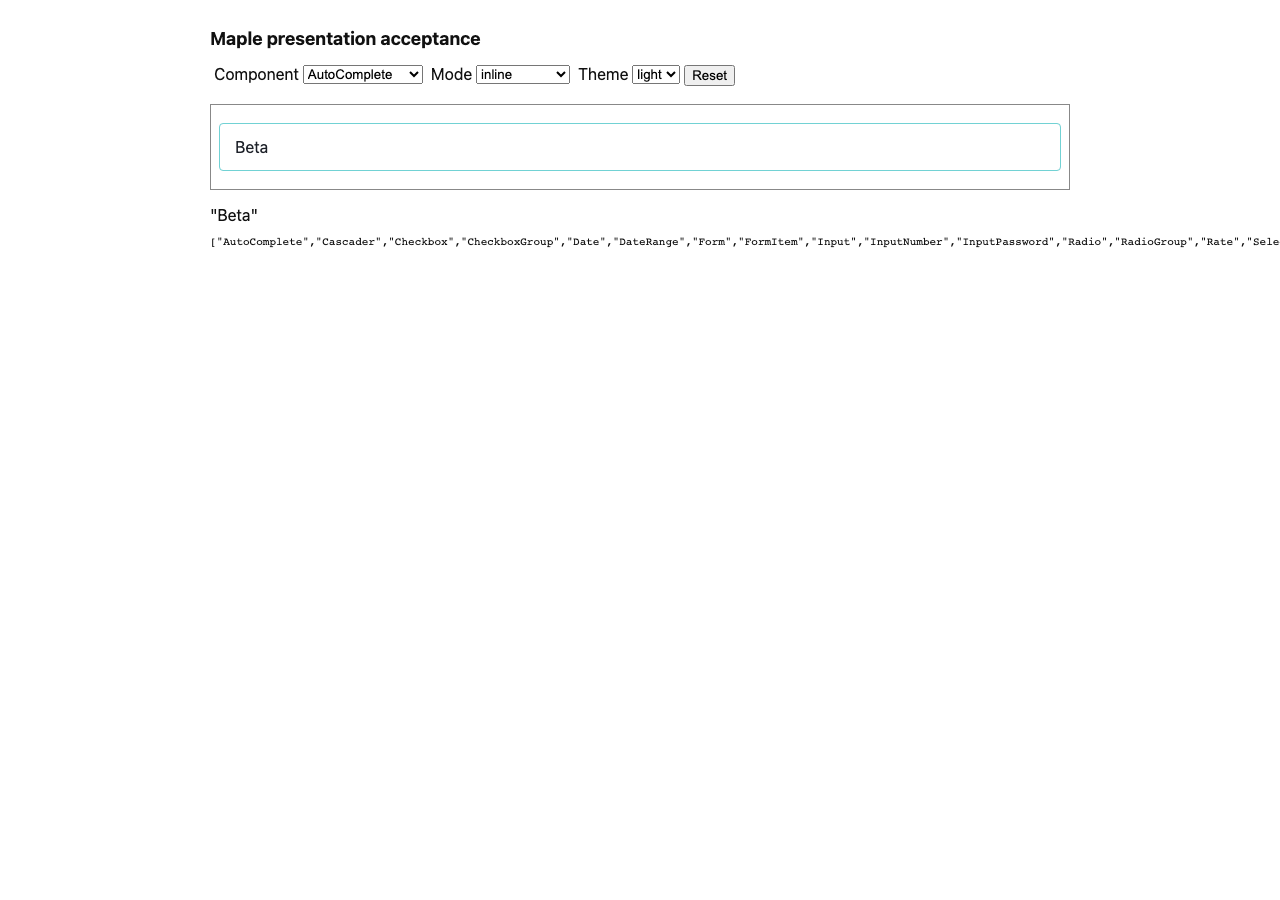 Maple presentation acceptance
Component AutoComplete Mode inline Theme light Reset
Beta
"Beta"
["AutoComplete","Cascader","Checkbox","CheckboxGroup","Date","DateRange","Form","FormItem","Input","InputNumber","InputPassword","Radio","RadioGroup","Rate","Sele